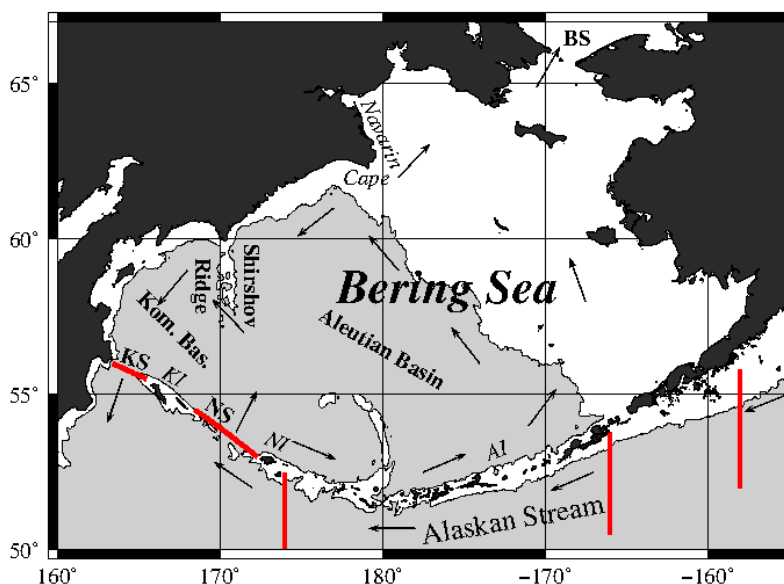 BS
65°
Navarin
Cape
60°
Shirshov
Ridge
Bering Sea
Kom. Bas.
Aleutian Basin
KS
KI
55°
NS
NI
AI
Alaskan Stream
50°
160°
170°
180°
−170°
−160°